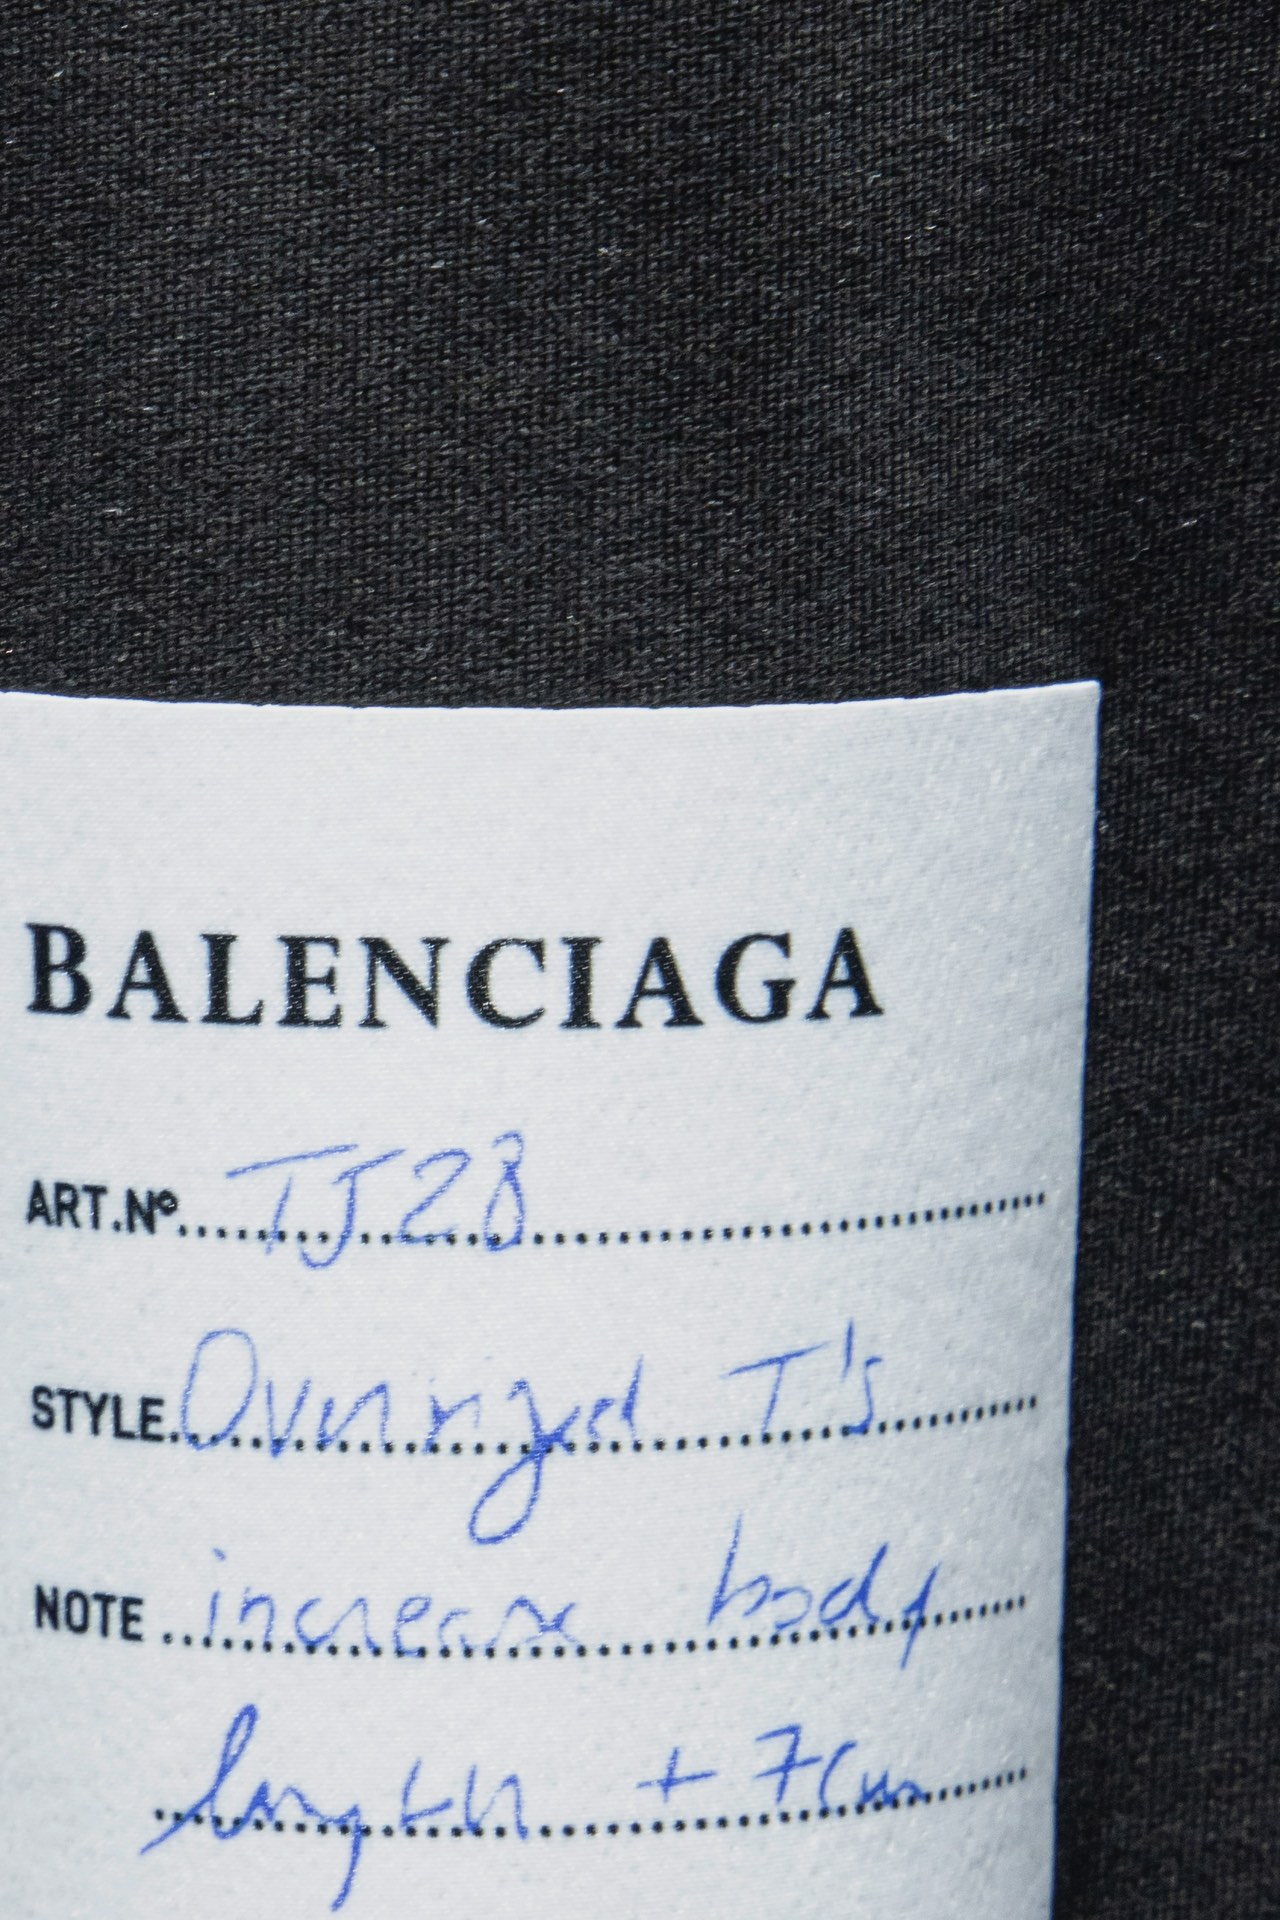 BALENCIAGA
ART.Nº TJ28
STYLE Oversized T's
NOTE increase body
length + 7cm